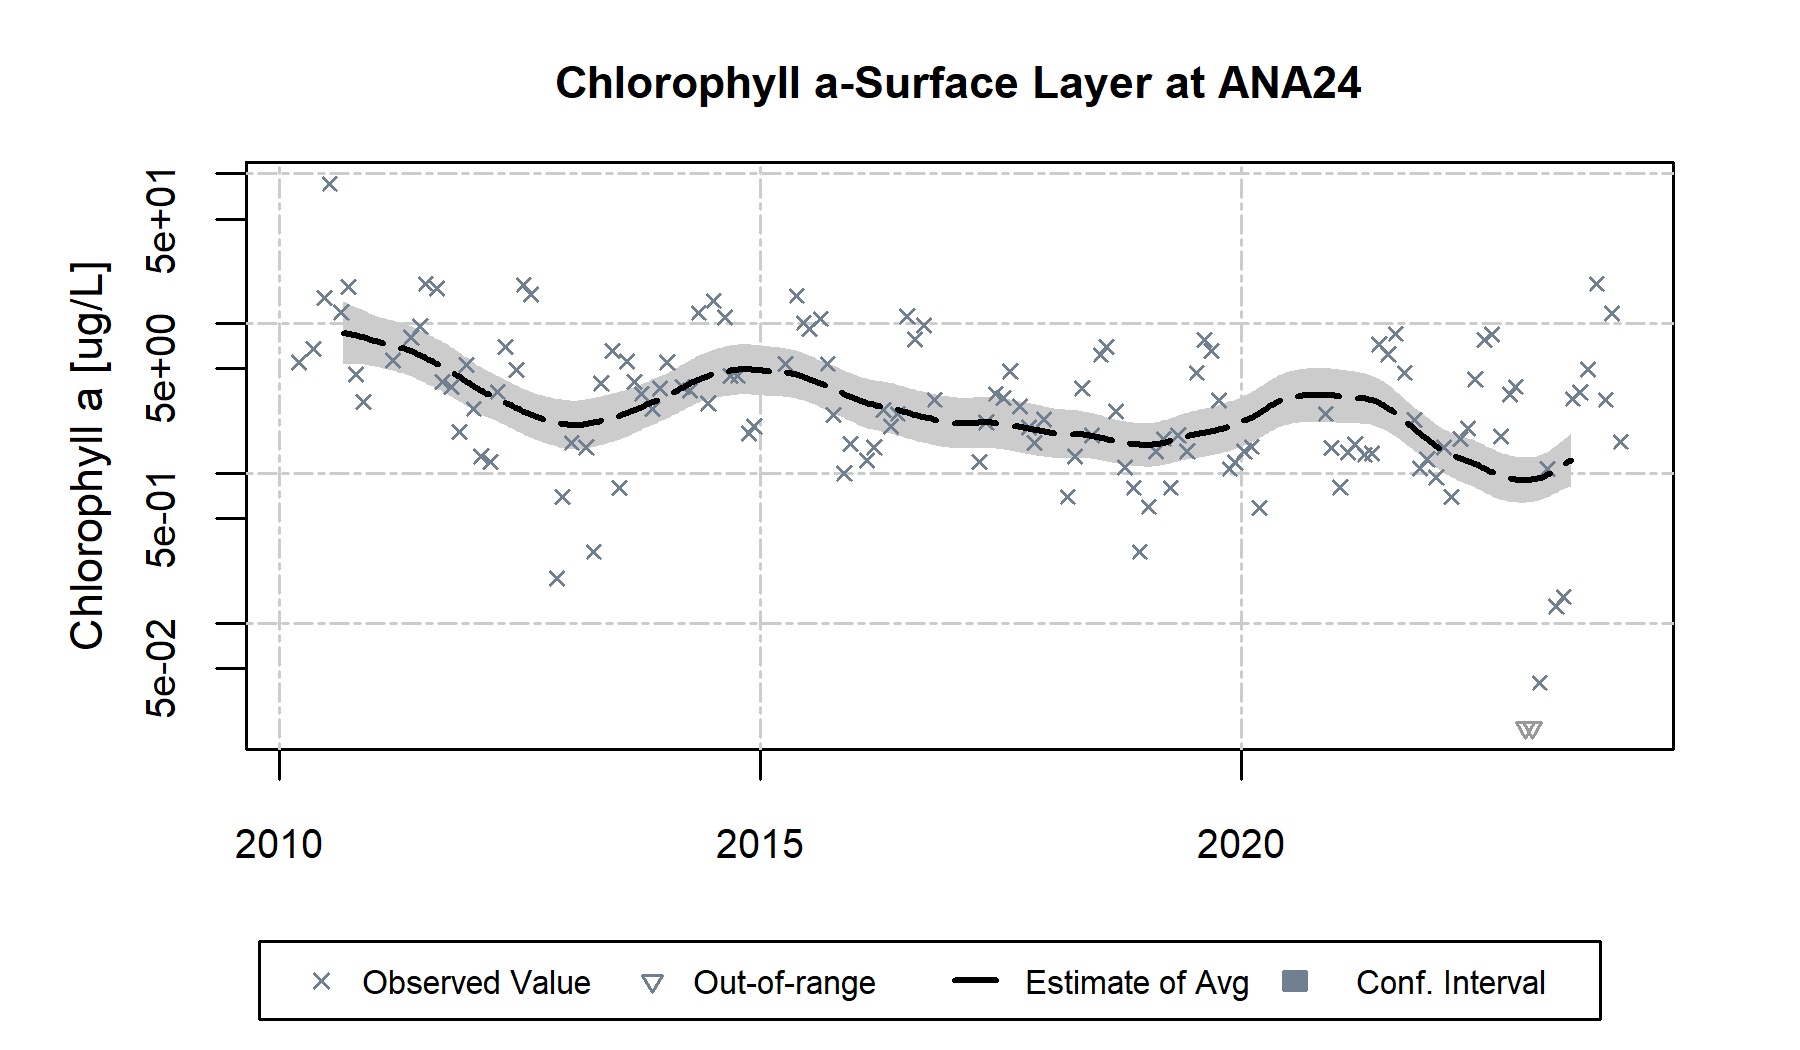 Chlorophyll a-Surface Layer at ANA24
Chlorophyll a [ug/L]
5e+01
5e+00
5e-01
5e-02
2010 2015 2020
Observed Value Out-of-range Estimate of Avg Conf. Interval